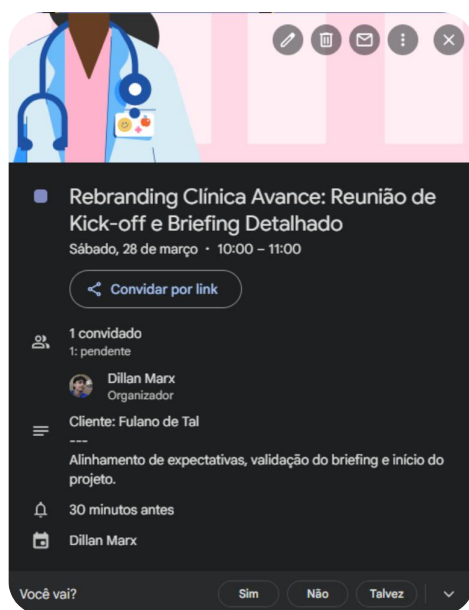 Rebranding Clínica Avance: Reunião de
Kick-off e Briefing Detalhado
Sábado, 28 de março · 10:00 – 11:00
Convidar por link
1 convidado
1: pendente
Dillan Marx
Organizador
Cliente: Fulano de Tal
---
Alinhamento de expectativas, validação do briefing e início do
projeto.
30 minutos antes
Dillan Marx
Você vai?
Sim
Não
Talvez